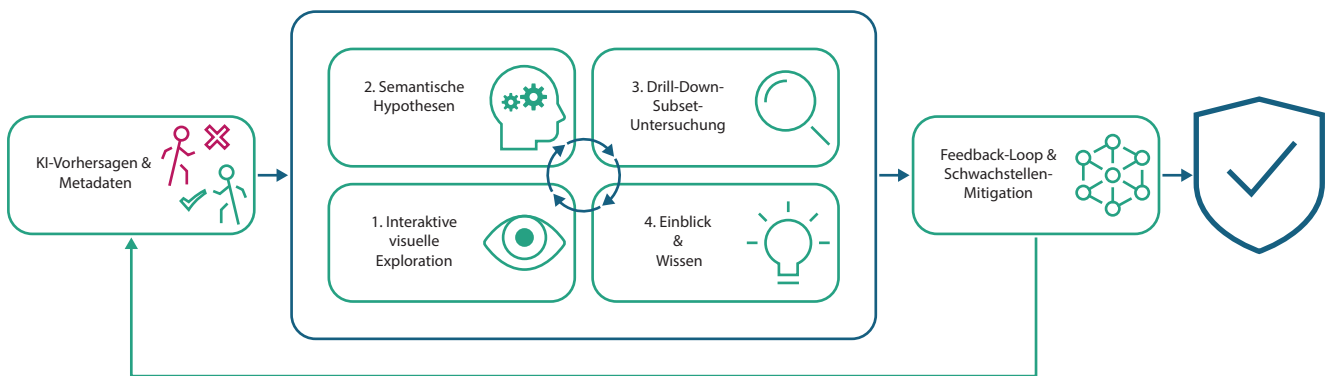 KI-Vorhersagen &
Metadaten
2. Semantische
Hypothesen
3. Drill-Down-
Subset-
Untersuchung
1. Interaktive
visuelle
Exploration
4. Einblick
&
Wissen
Feedback-Loop &
Schwachstellen-
Mitigation